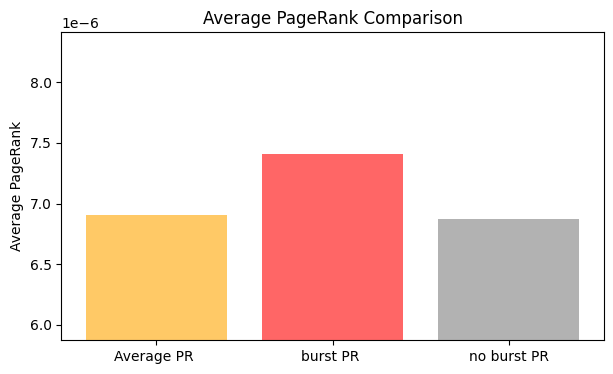 Average PageRank Comparison
1e−6
Average PageRank
8.0
7.5
7.0
6.5
6.0
Average PR
burst PR
no burst PR